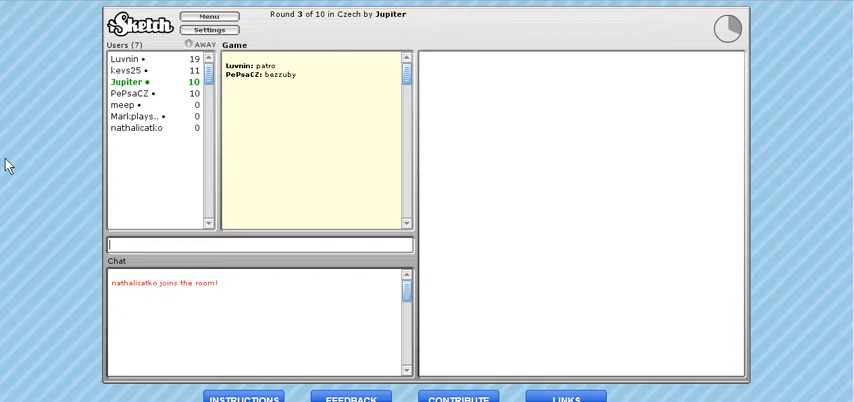 iSketch
Menu
Settings
Round 3 of 10 in Czech by Jupiter
Users (7)
AWAY
Game
Luvnin • 19
kevs25 • 11
Jupiter • 10
PePsaCZ • 10
meep • 0
Markplays.. • 0
nathalicatko 0
Luvnin: patro
PePsaCZ: bezzuby
Chat
nathalicatko joins the room!
INSTRUCTIONS
FEEDBACK
CONTRIBUTE
LINKS